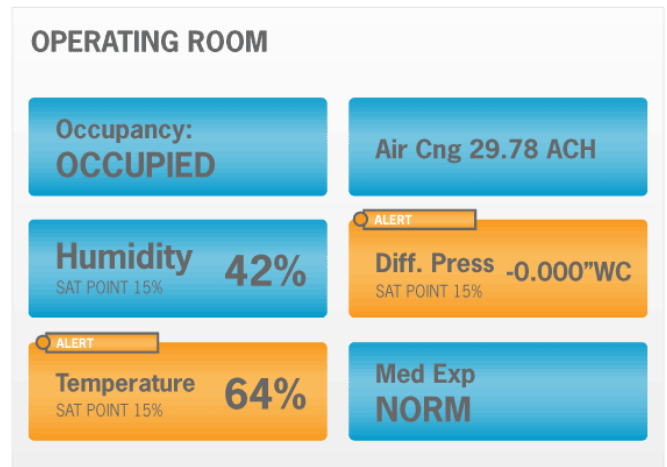 OPERATING ROOM
Occupancy:
OCCUPIED
Air Cng 29.78 ACH
Humidity 42%
SAT POINT 15%
ALERT
Diff. Press -0.000”WC
SAT POINT 15%
ALERT
Temperature 64%
SAT POINT 15%
Med Exp
NORM